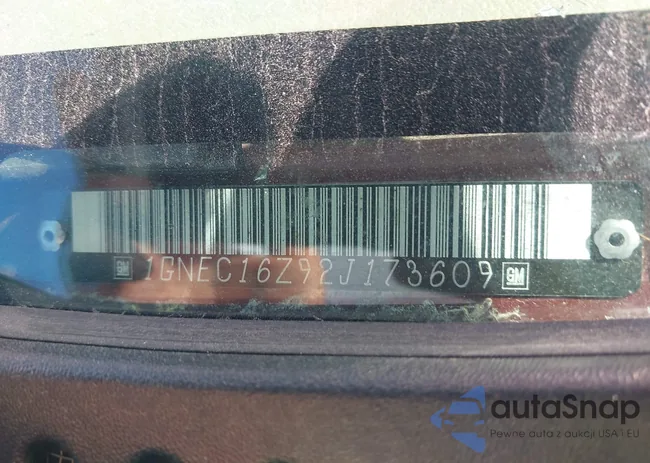 GM 1GNEC16Z92J173609 GM
autaSnap
Pewne auta z aukcji USA i EU